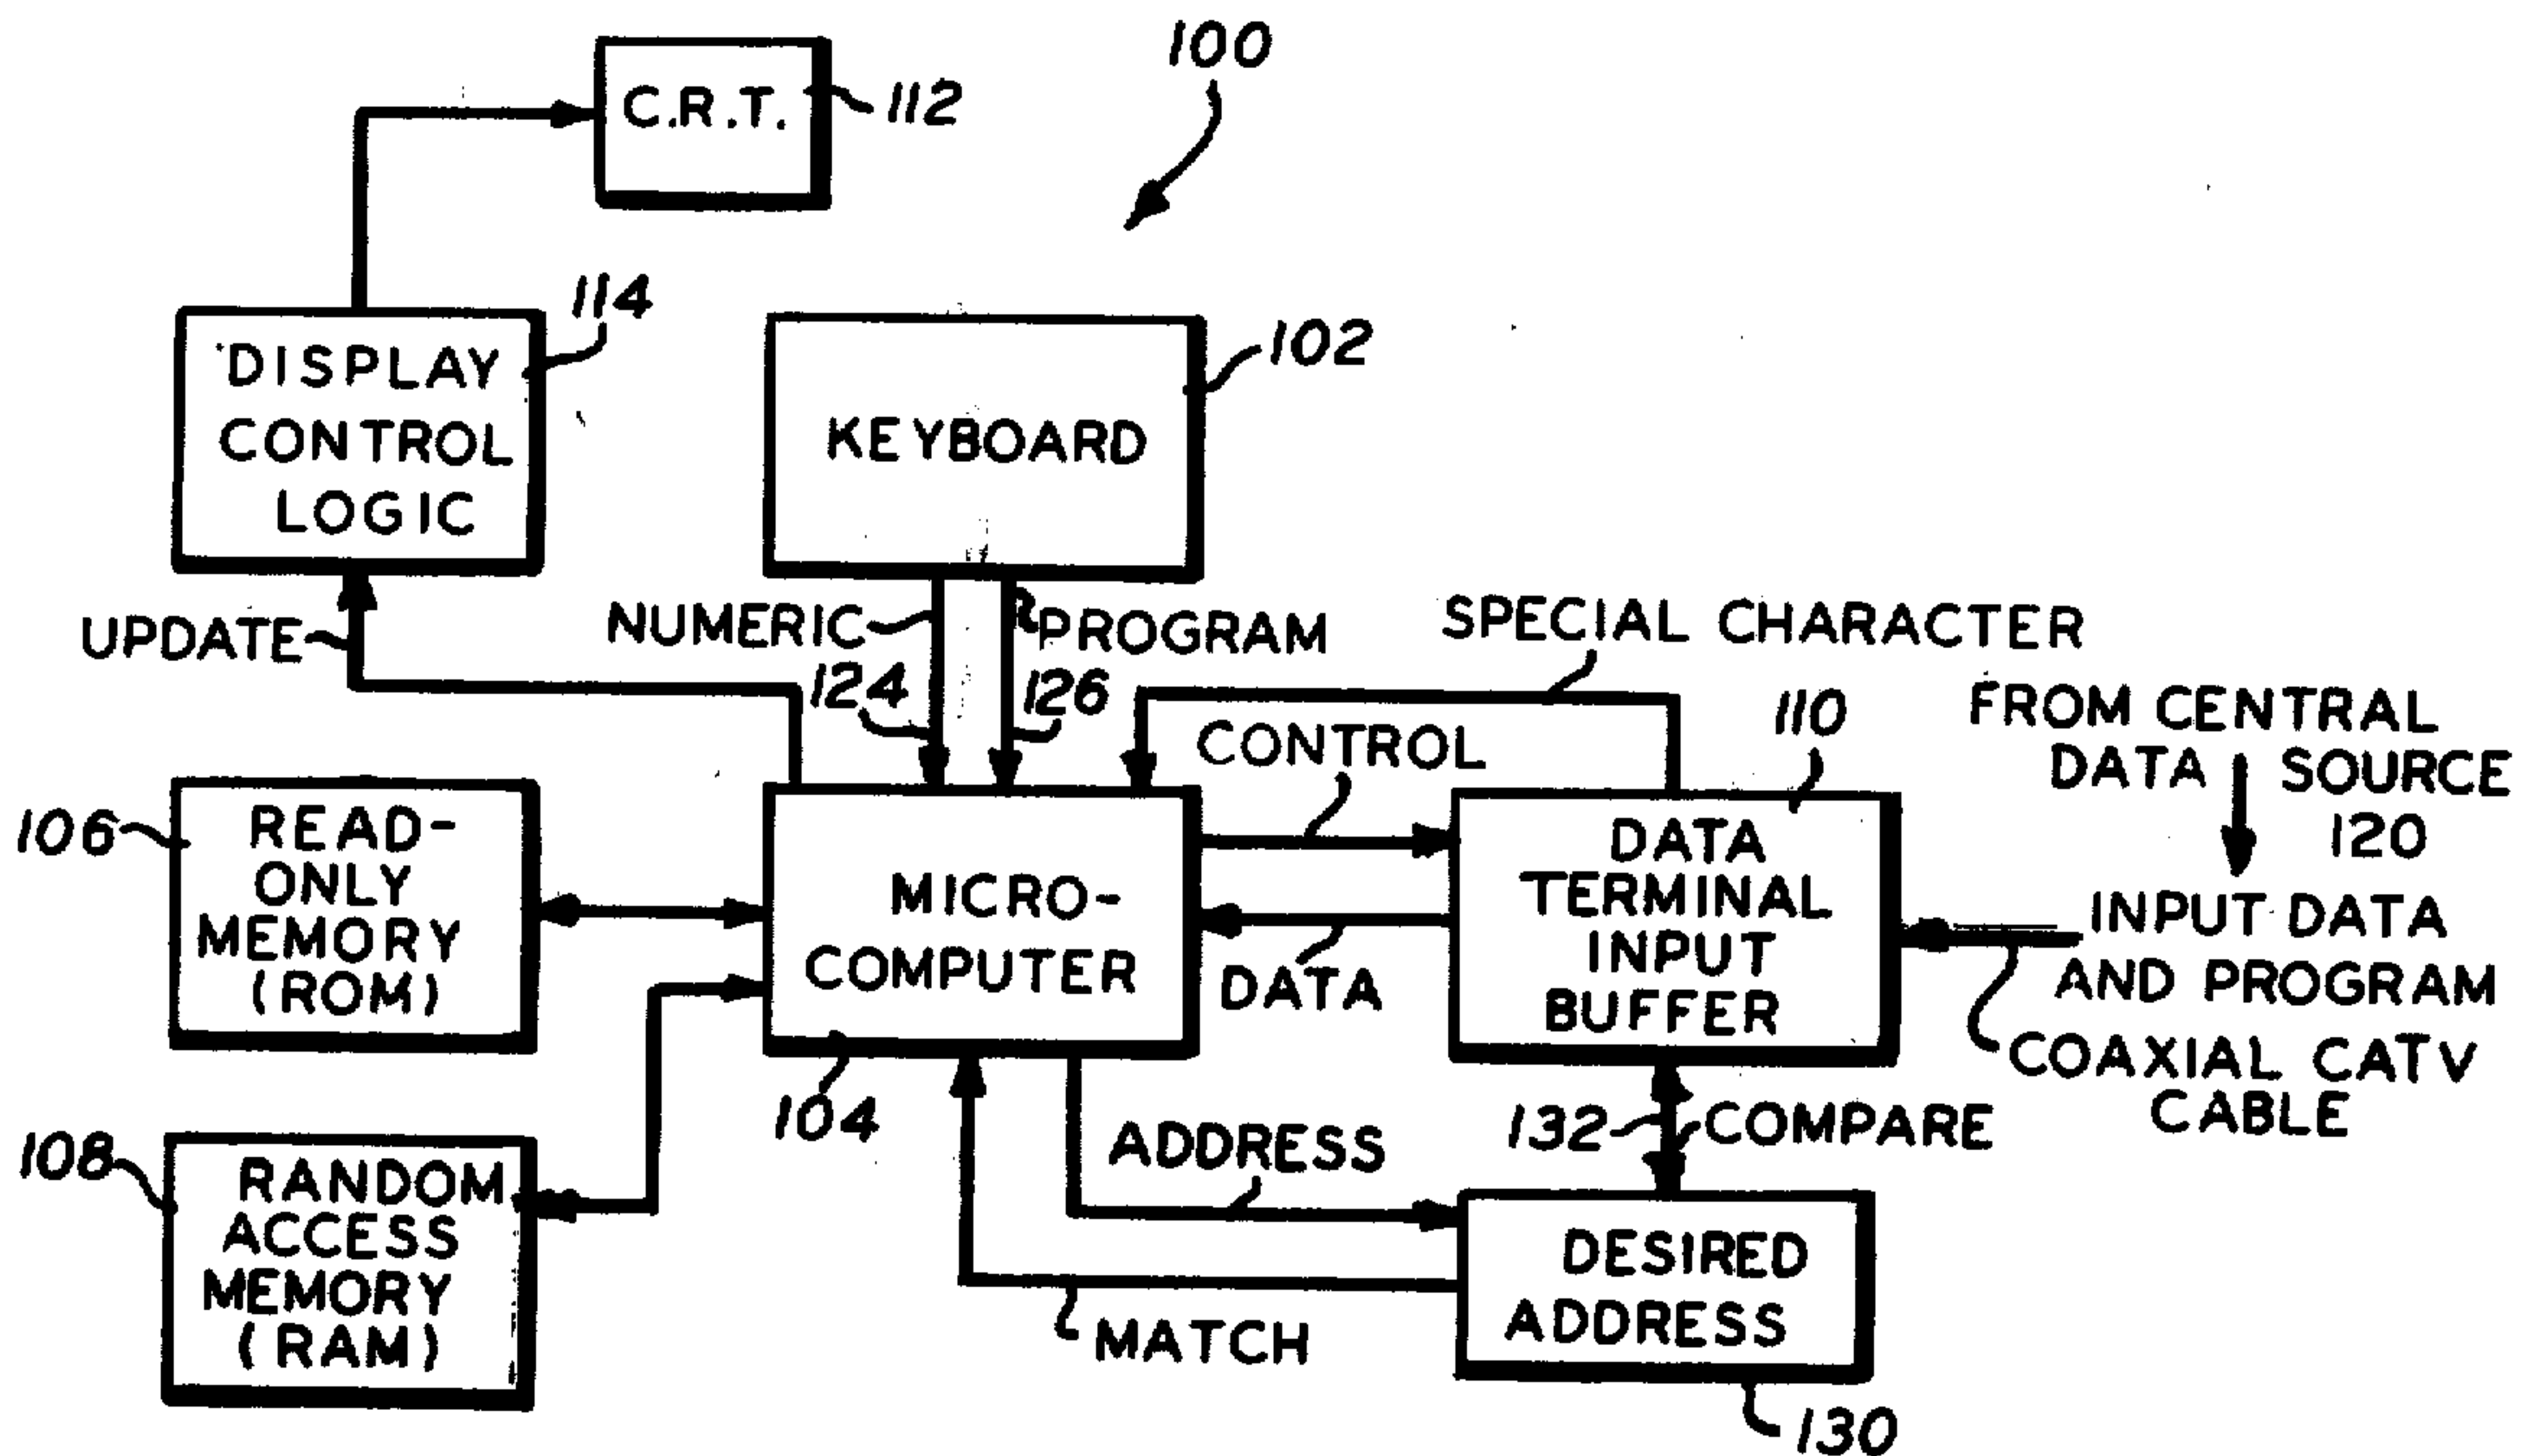 100
C.R.T.
112
114
DISPLAY
CONTROL
LOGIC
102
KEYBOARD
UPDATE
NUMERIC
PROGRAM
124
126
SPECIAL CHARACTER
CONTROL
110
FROM CENTRAL
DATA SOURCE
120
106
READ-
ONLY
MEMORY
(ROM)
MICRO-
COMPUTER
104
DATA
DATA
TERMINAL
INPUT
BUFFER
INPUT DATA
AND PROGRAM
COAXIAL CATV
CABLE
108
RANDOM
ACCESS
MEMORY
(RAM)
ADDRESS
MATCH
132
COMPARE
DESIRED
ADDRESS
130